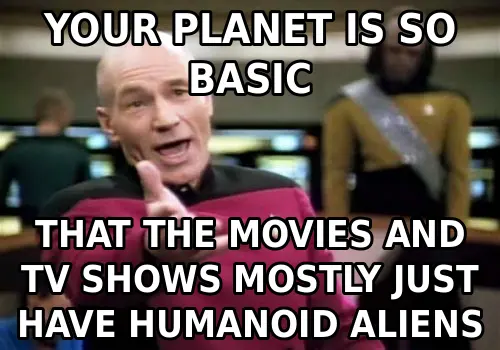 YOUR PLANET IS SO
BASIC
THAT THE MOVIES AND
TV SHOWS MOSTLY JUST
HAVE HUMANOID ALIENS